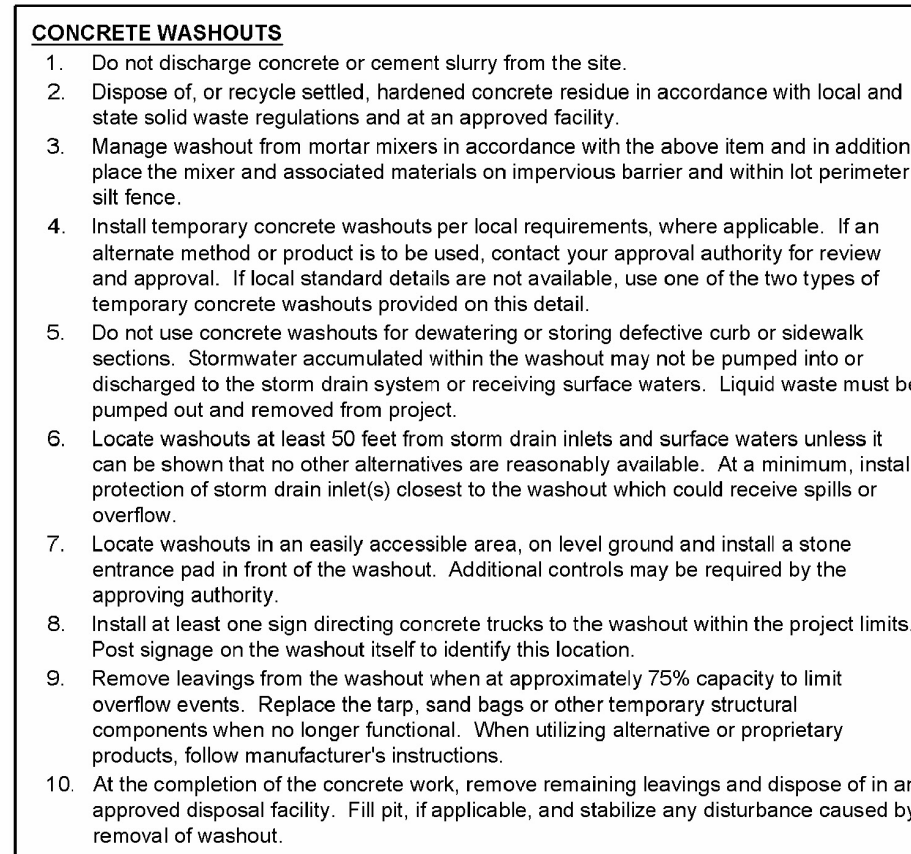 CONCRETE WASHOUTS
1. Do not discharge concrete or cement slurry from the site.
2. Dispose of, or recycle settled, hardened concrete residue in accordance with local and
state solid waste regulations and at an approved facility.
3. Manage washout from mortar mixers in accordance with the above item and in addition
place the mixer and associated materials on impervious barrier and within lot perimeter
silt fence.
4. Install temporary concrete washouts per local requirements, where applicable. If an
alternate method or product is to be used, contact your approval authority for review
and approval. If local standard details are not available, use one of the two types of
temporary concrete washouts provided on this detail.
5. Do not use concrete washouts for dewatering or storing defective curb or sidewalk
sections. Stormwater accumulated within the washout may not be pumped into or
discharged to the storm drain system or receiving surface waters. Liquid waste must be
pumped out and removed from project.
6. Locate washouts at least 50 feet from storm drain inlets and surface waters unless it
can be shown that no other alternatives are reasonably available. At a minimum, instal
protection of storm drain inlet(s) closest to the washout which could receive spills or
overflow.
7. Locate washouts in an easily accessible area, on level ground and install a stone
entrance pad in front of the washout. Additional controls may be required by the
approving authority.
8. Install at least one sign directing concrete trucks to the washout within the project limits.
Post signage on the washout itself to identify this location.
9. Remove leavings from the washout when at approximately 75% capacity to limit
overflow events. Replace the tarp, sand bags or other temporary structural
components when no longer functional. When utilizing alternative or proprietary
products, follow manufacturer's instructions.
10. At the completion of the concrete work, remove remaining leavings and dispose of in an
approved disposal facility. Fill pit, if applicable, and stabilize any disturbance caused by
removal of washout.